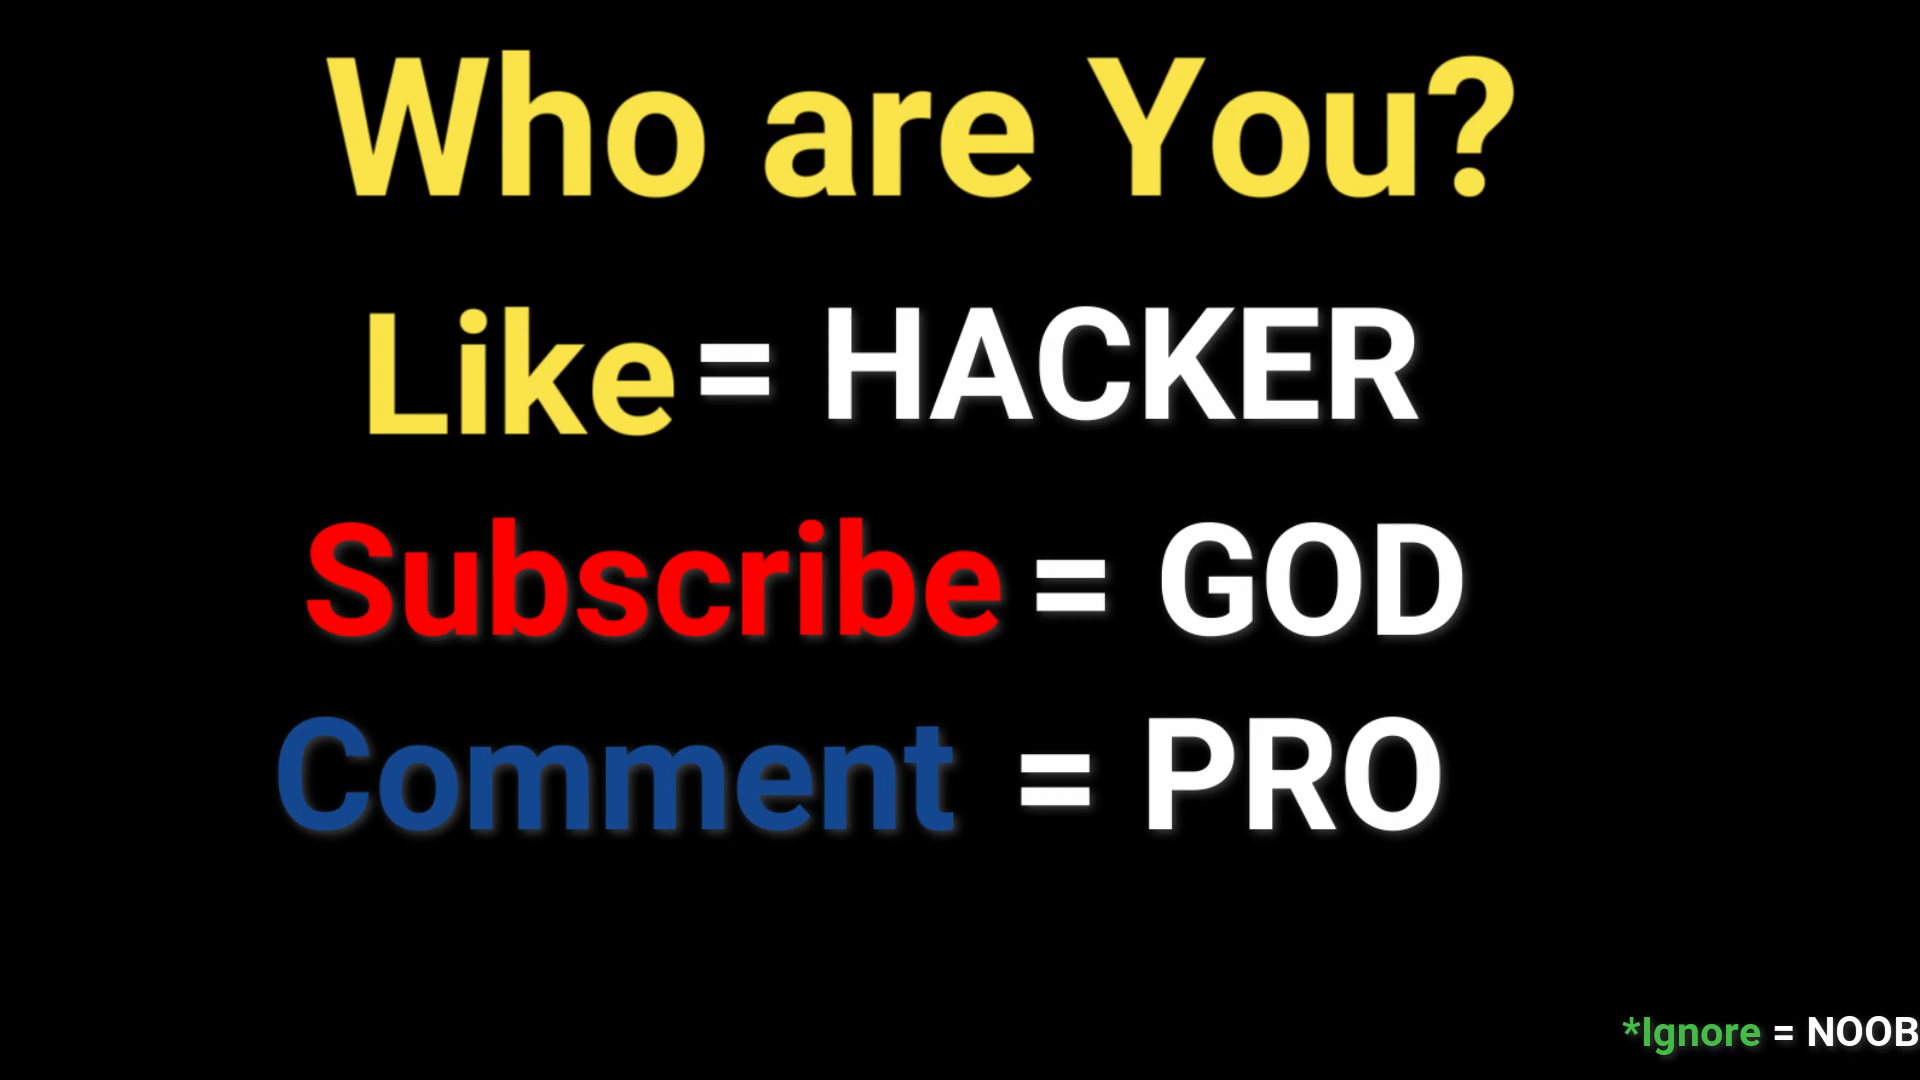 Who are You?
Like = HACKER
Subscribe = GOD
Comment = PRO
*Ignore = NOOB